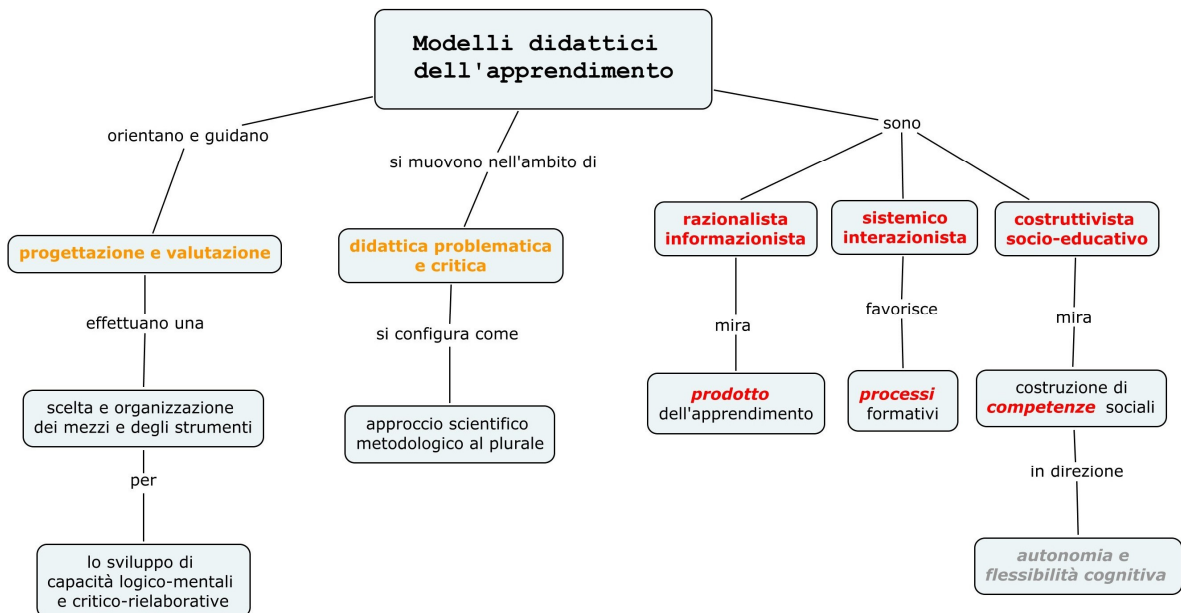 Modelli didattici
dell'apprendimento
orientano e guidano
si muovono nell'ambito di
sono
progettazione e valutazione
didattica problematica
e critica
razionalista
informazionista
sistemico
interazionista
costruttivista
socio-educativo
effettuano una
si configura come
mira
favorisce
mira
scelta e organizzazione
dei mezzi e degli strumenti
approccio scientifico
metodologico al plurale
prodotto
dell'apprendimento
processi
formativi
costruzione di
competenze sociali
per
in direzione
lo sviluppo di
capacità logico-mentali
e critico-rielaborative
autonomia e
flessibilità cognitiva